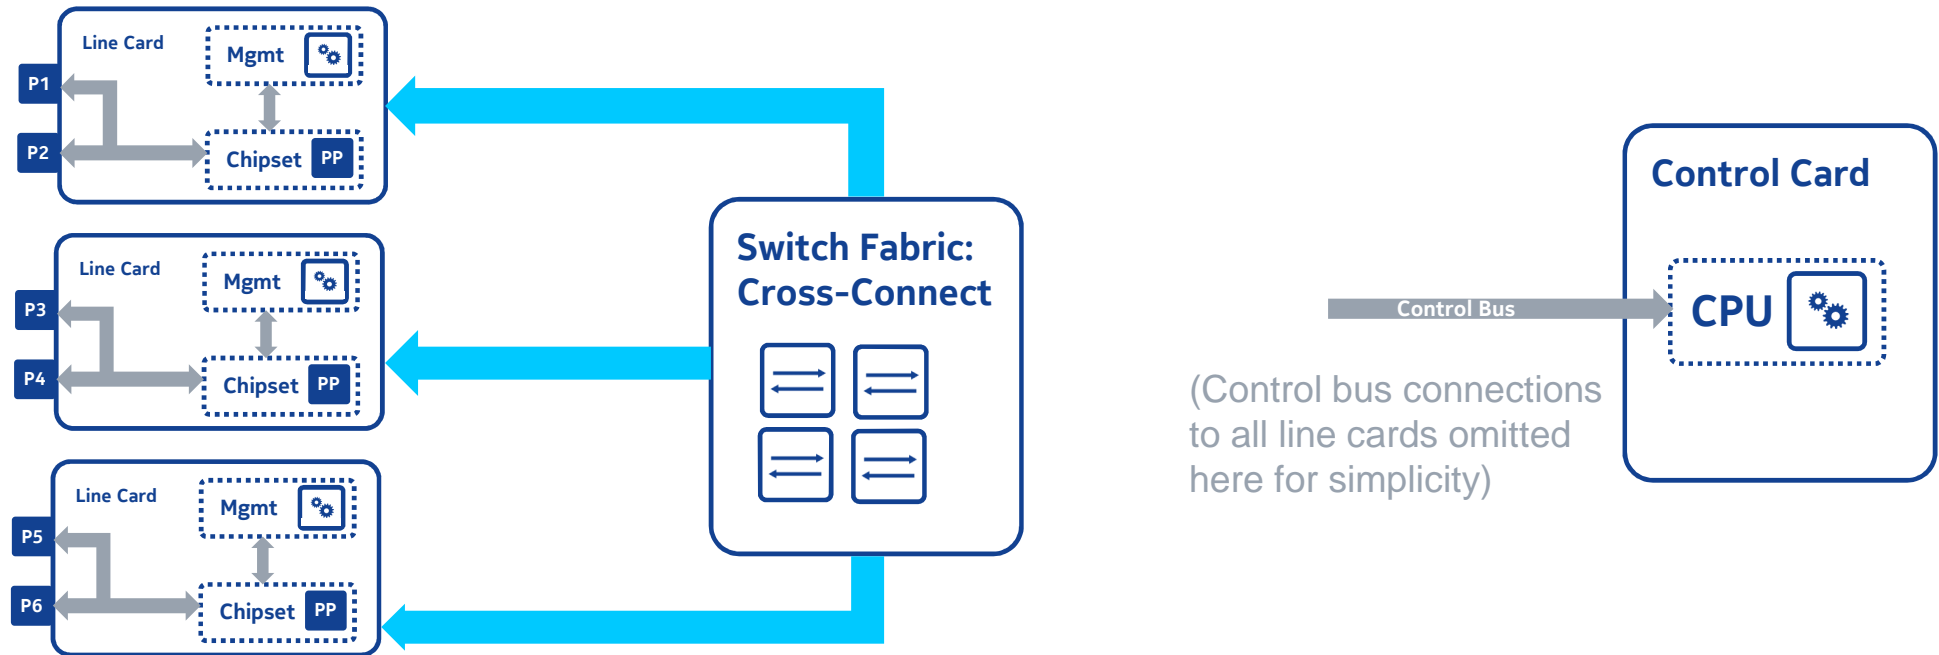 Line Card
Mgmt
P1
P2
Chipset PP
Line Card
Mgmt
P3
P4
Chipset PP
Line Card
Mgmt
P5
P6
Chipset PP
Switch Fabric:
Cross-Connect
Control Bus
(Control bus connections
to all line cards omitted
here for simplicity)
Control Card
CPU